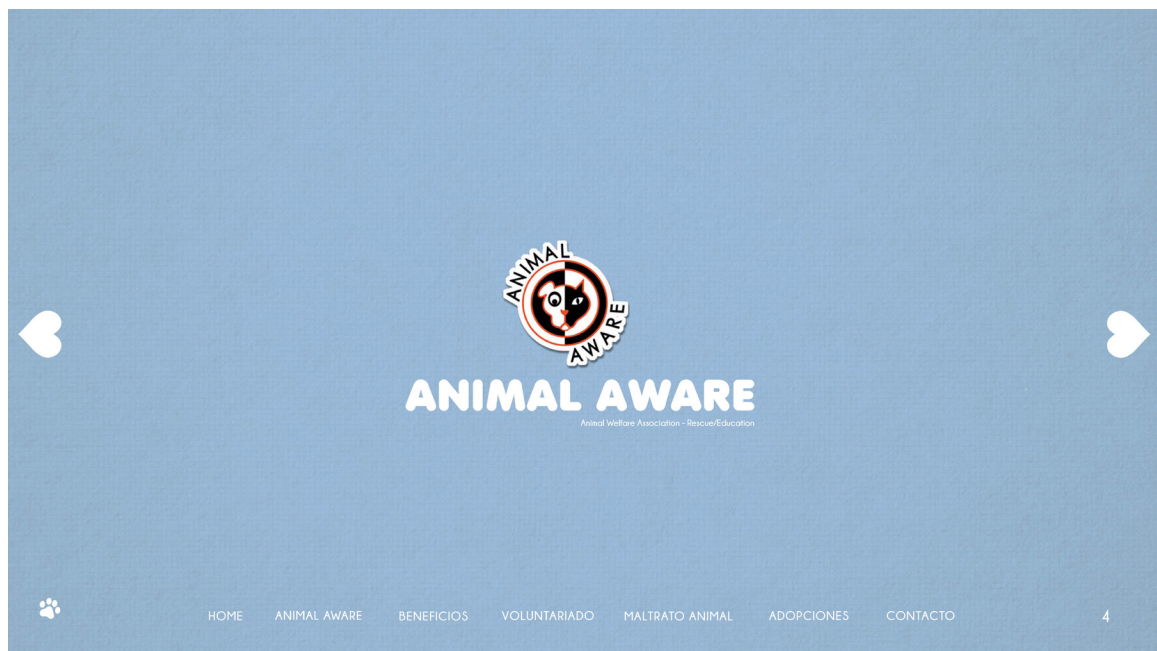 ANIMAL
AWARE
ANIMAL AWARE
Animal Welfare Association - Rescue/Education
HOME ANIMAL AWARE BENEFICIOS VOLUNTARIADO MALTRATO ANIMAL ADOPCIONES CONTACTO 4